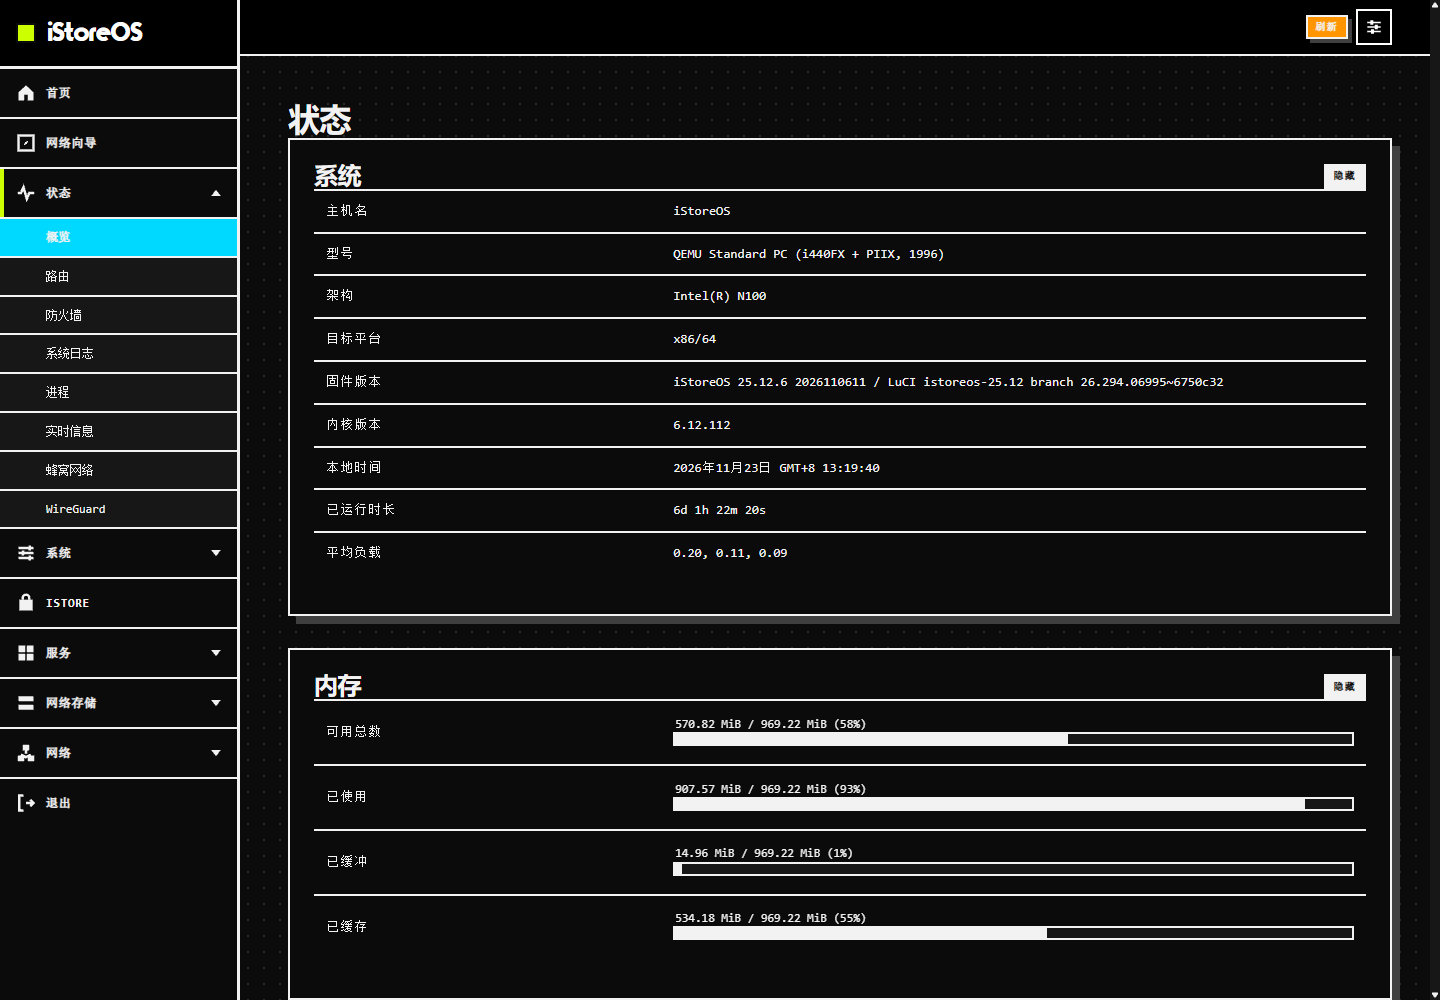 iStoreOS
刷新
首页
网络向导
状态
概览
路由
防火墙
系统日志
进程
实时信息
蜂窝网络
WireGuard
系统
ISTORE
服务
网络存储
网络
退出
状态
系统
隐藏
主机名 iStoreOS
型号 QEMU Standard PC (i440FX + PIIX, 1996)
架构 Intel(R) N100
目标平台 x86/64
固件版本 iStoreOS 25.12.6 2026110611 / LuCI istoreos-25.12 branch 26.294.06995~6750c32
内核版本 6.12.112
本地时间 2026年11月23日 GMT+8 13:19:40
已运行时长 6d 1h 22m 20s
平均负载 0.20, 0.11, 0.09
内存
隐藏
可用总数 570.82 MiB / 969.22 MiB (58%)
已使用 907.57 MiB / 969.22 MiB (93%)
已缓冲 14.96 MiB / 969.22 MiB (1%)
已缓存 534.18 MiB / 969.22 MiB (55%)